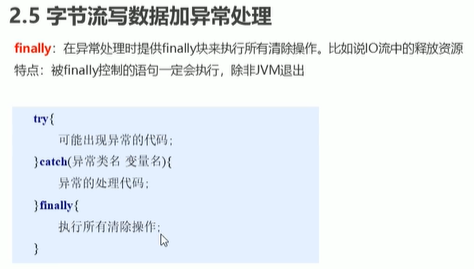 2.5 字节流写数据加异常处理
finally：在异常处理时提供finally块来执行所有清除操作。比如说IO流中的释放资源
特点：被finally控制的语句一定会执行，除非JVM退出
try{
可能出现异常的代码;
}catch(异常类名 变量名){
异常的处理代码;
}finally{
执行所有清除操作;
}